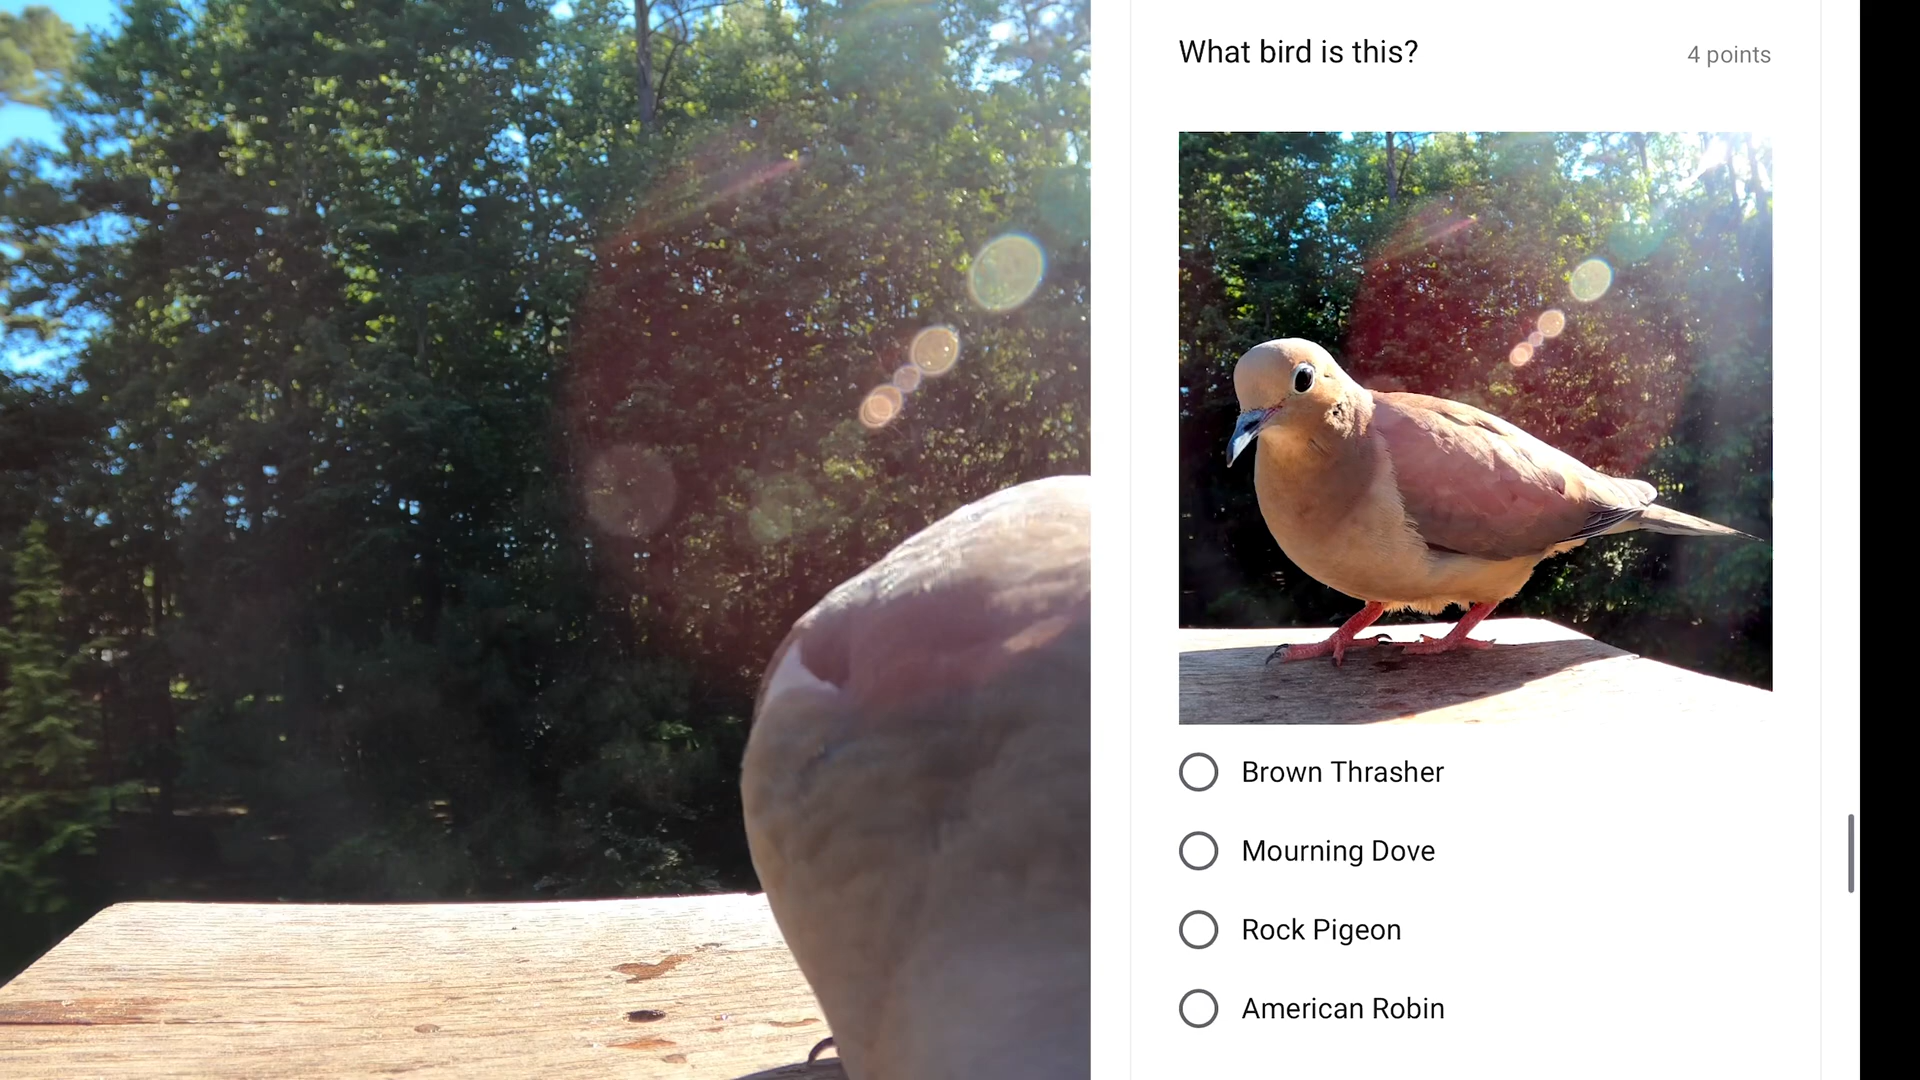 What bird is this?
4 points
Brown Thrasher
Mourning Dove
Rock Pigeon
American Robin